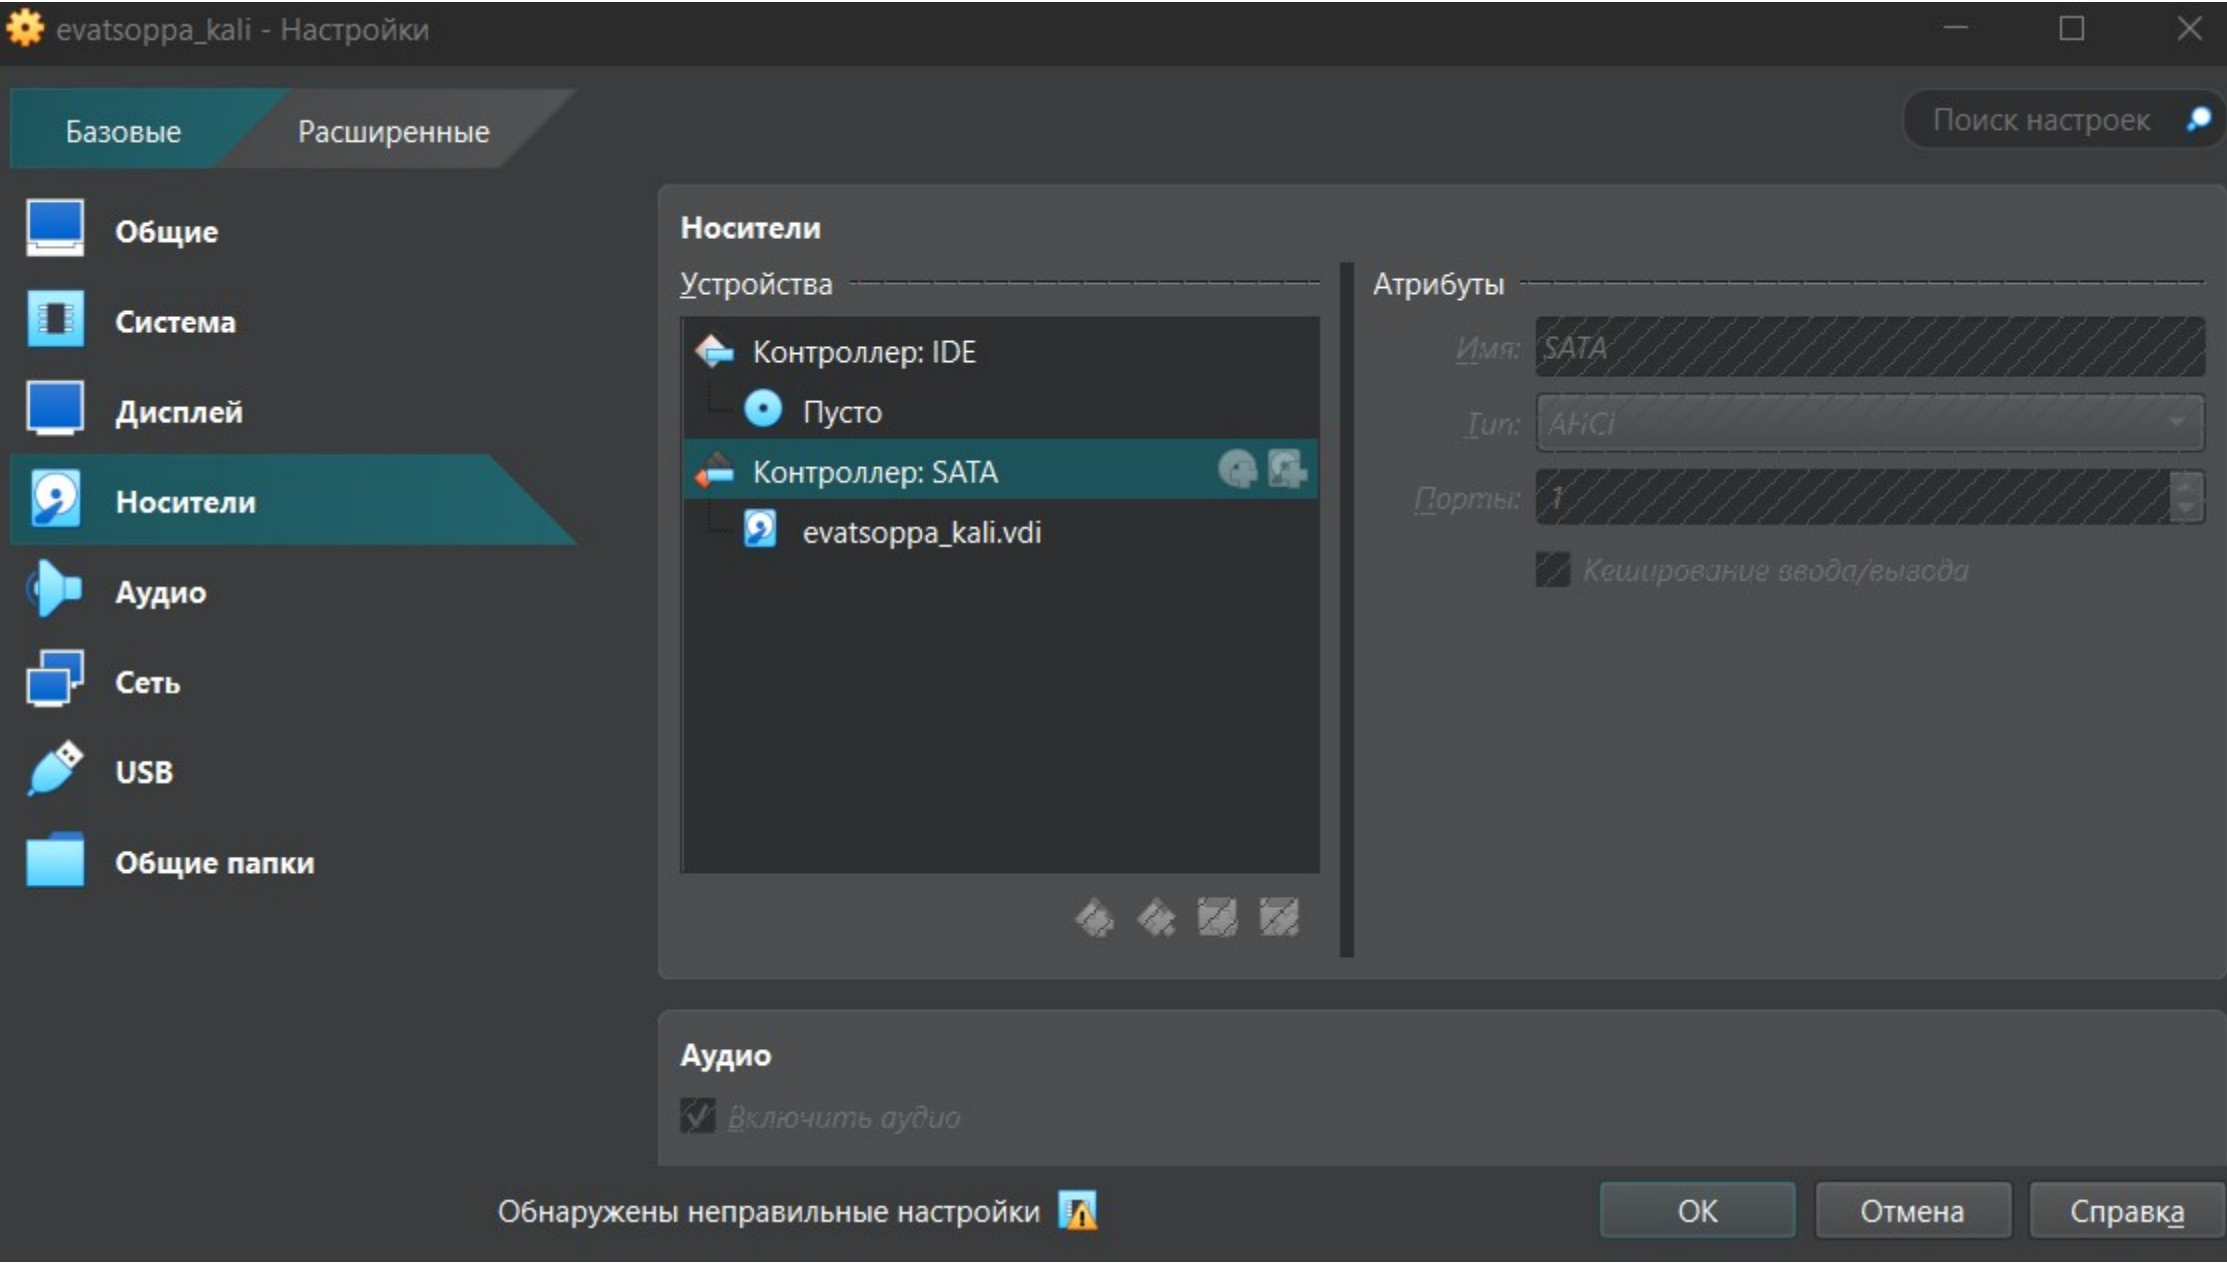 evatsoppa_kali - Настройки
Базовые
Расширенные
Поиск настроек
Общие
Система
Дисплей
Носители
Аудио
Сеть
USB
Общие папки
Носители
Устройства
Контроллер: IDE
Пусто
Контроллер: SATA
evatsoppa_kali.vdi
Атрибуты
Имя: SATA
Тип: AHCI
Порты: 1
Кеширование ввода/вывода
Аудио
Включить аудио
Обнаружены неправильные настройки
OK
Отмена
Справка